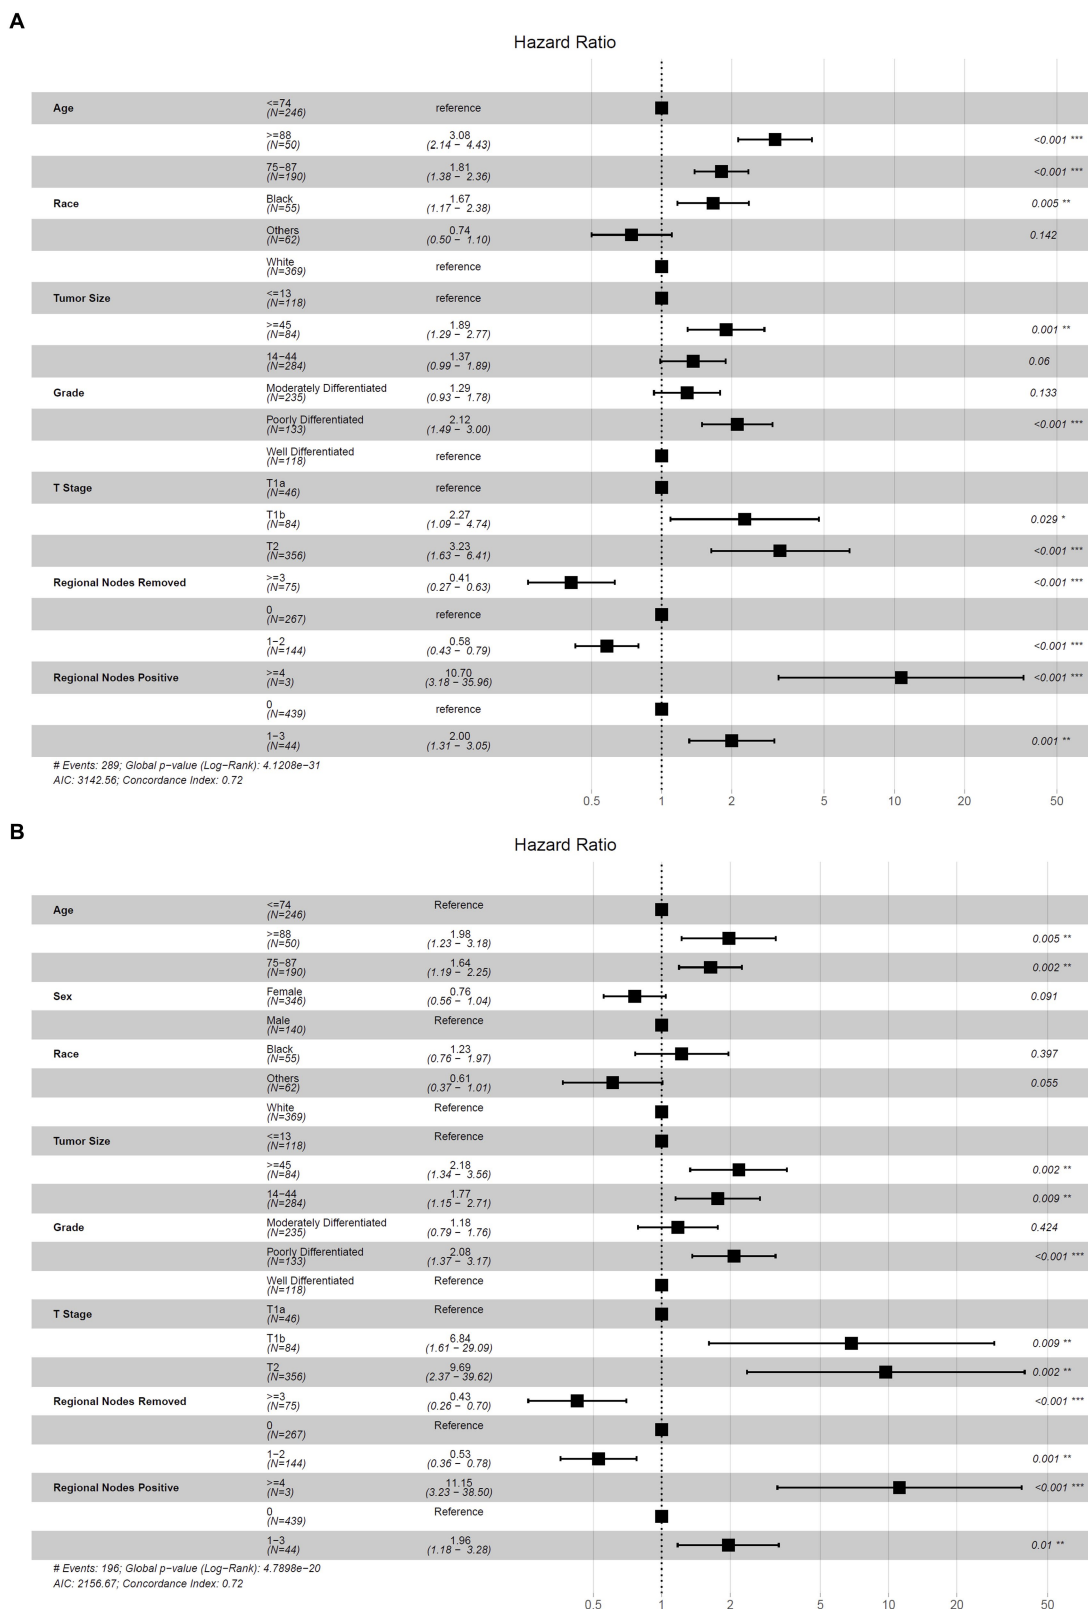 A
Hazard Ratio
Age <=74 reference
(N=246)
>=88 3.08 <0.001 ***
(N=50) (2.14 − 4.43)
75−87 1.81 <0.001 ***
(N=190) (1.38 − 2.36)
Race Black 1.67 0.005 **
(N=55) (1.17 − 2.38)
Others 0.74 0.142
(N=62) (0.50 − 1.10)
White reference
(N=369)
Tumor Size <=13 reference
(N=118)
>=45 1.89 0.001 **
(N=84) (1.29 − 2.77)
14−44 1.37 0.06
(N=284) (0.99 − 1.89)
Grade Moderately Differentiated 1.29 0.133
(N=235) (0.93 − 1.78)
Poorly Differentiated 2.12 <0.001 ***
(N=133) (1.49 − 3.00)
Well Differentiated reference
(N=118)
T Stage T1a reference
(N=46)
T1b 2.27 0.029 *
(N=84) (1.09 − 4.74)
T2 3.23 <0.001 ***
(N=356) (1.63 − 6.41)
Regional Nodes Removed >=3 0.41 <0.001 ***
(N=75) (0.27 − 0.63)
0 reference
(N=267)
1−2 0.58 <0.001 ***
(N=144) (0.43 − 0.79)
Regional Nodes Positive >=4 10.70 <0.001 ***
(N=3) (3.18 − 35.96)
0 reference
(N=439)
1−3 2.00 0.001 **
(N=44) (1.31 − 3.05)
# Events: 289; Global p−value (Log−Rank): 4.1208e−31
AIC: 3142.56; Concordance Index: 0.72
0.5 1 2 5 10 20 50
B
Hazard Ratio
Age <=74 Reference
(N=246)
>=88 1.98 0.005 **
(N=50) (1.23 − 3.18)
75−87 1.64 0.002 **
(N=190) (1.19 − 2.25)
Sex Female 0.76 0.091
(N=346) (0.56 − 1.04)
Male Reference
(N=140)
Race Black 1.23 0.397
(N=55) (0.76 − 1.97)
Others 0.61 0.055
(N=62) (0.37 − 1.01)
White Reference
(N=369)
Tumor Size <=13 Reference
(N=118)
>=45 2.18 0.002 **
(N=84) (1.34 − 3.56)
14−44 1.77 0.009 **
(N=284) (1.15 − 2.71)
Grade Moderately Differentiated 1.18 0.424
(N=235) (0.79 − 1.76)
Poorly Differentiated 2.08 <0.001 ***
(N=133) (1.37 − 3.17)
Well Differentiated Reference
(N=118)
T Stage T1a Reference
(N=46)
T1b 6.84 0.009 **
(N=84) (1.61 − 29.09)
T2 9.69 0.002 **
(N=356) (2.37 − 39.62)
Regional Nodes Removed >=3 0.43 <0.001 ***
(N=75) (0.26 − 0.70)
0 Reference
(N=267)
1−2 0.53 0.001 **
(N=144) (0.36 − 0.78)
Regional Nodes Positive >=4 11.15 <0.001 ***
(N=3) (3.23 − 38.50)
0 Reference
(N=439)
1−3 1.96 0.01 **
(N=44) (1.18 − 3.28)
# Events: 196; Global p−value (Log−Rank): 4.7898e−20
AIC: 2156.67; Concordance Index: 0.72
0.5 1 2 5 10 20 50